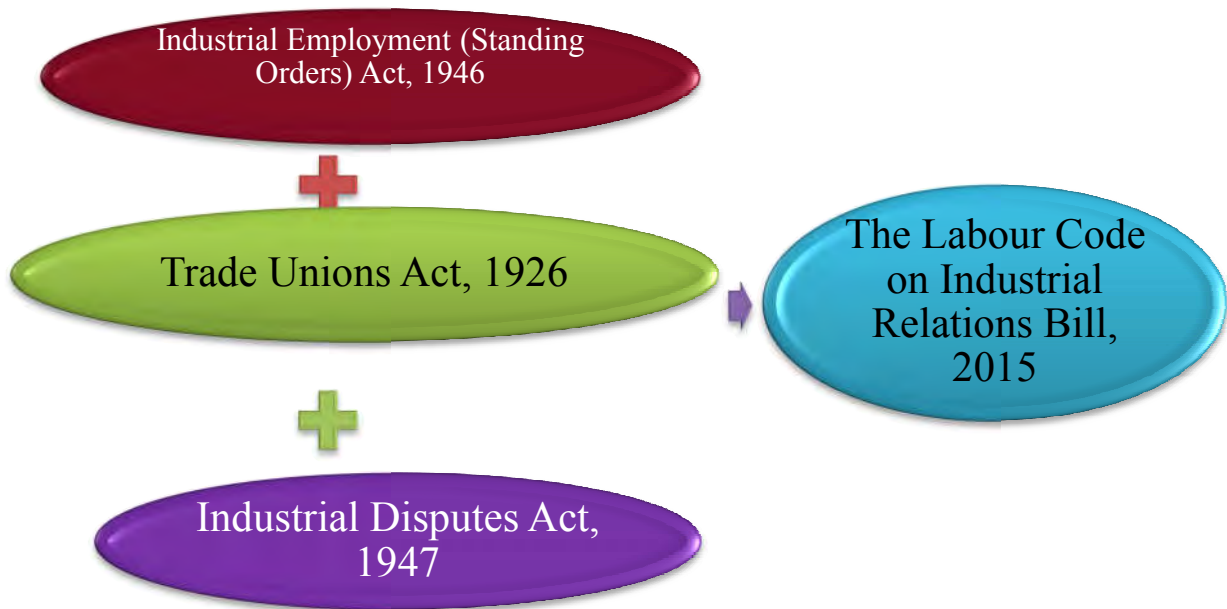 Industrial Employment (Standing
Orders) Act, 1946
Trade Unions Act, 1926
The Labour Code
on Industrial
Relations Bill,
2015
Industrial Disputes Act,
1947